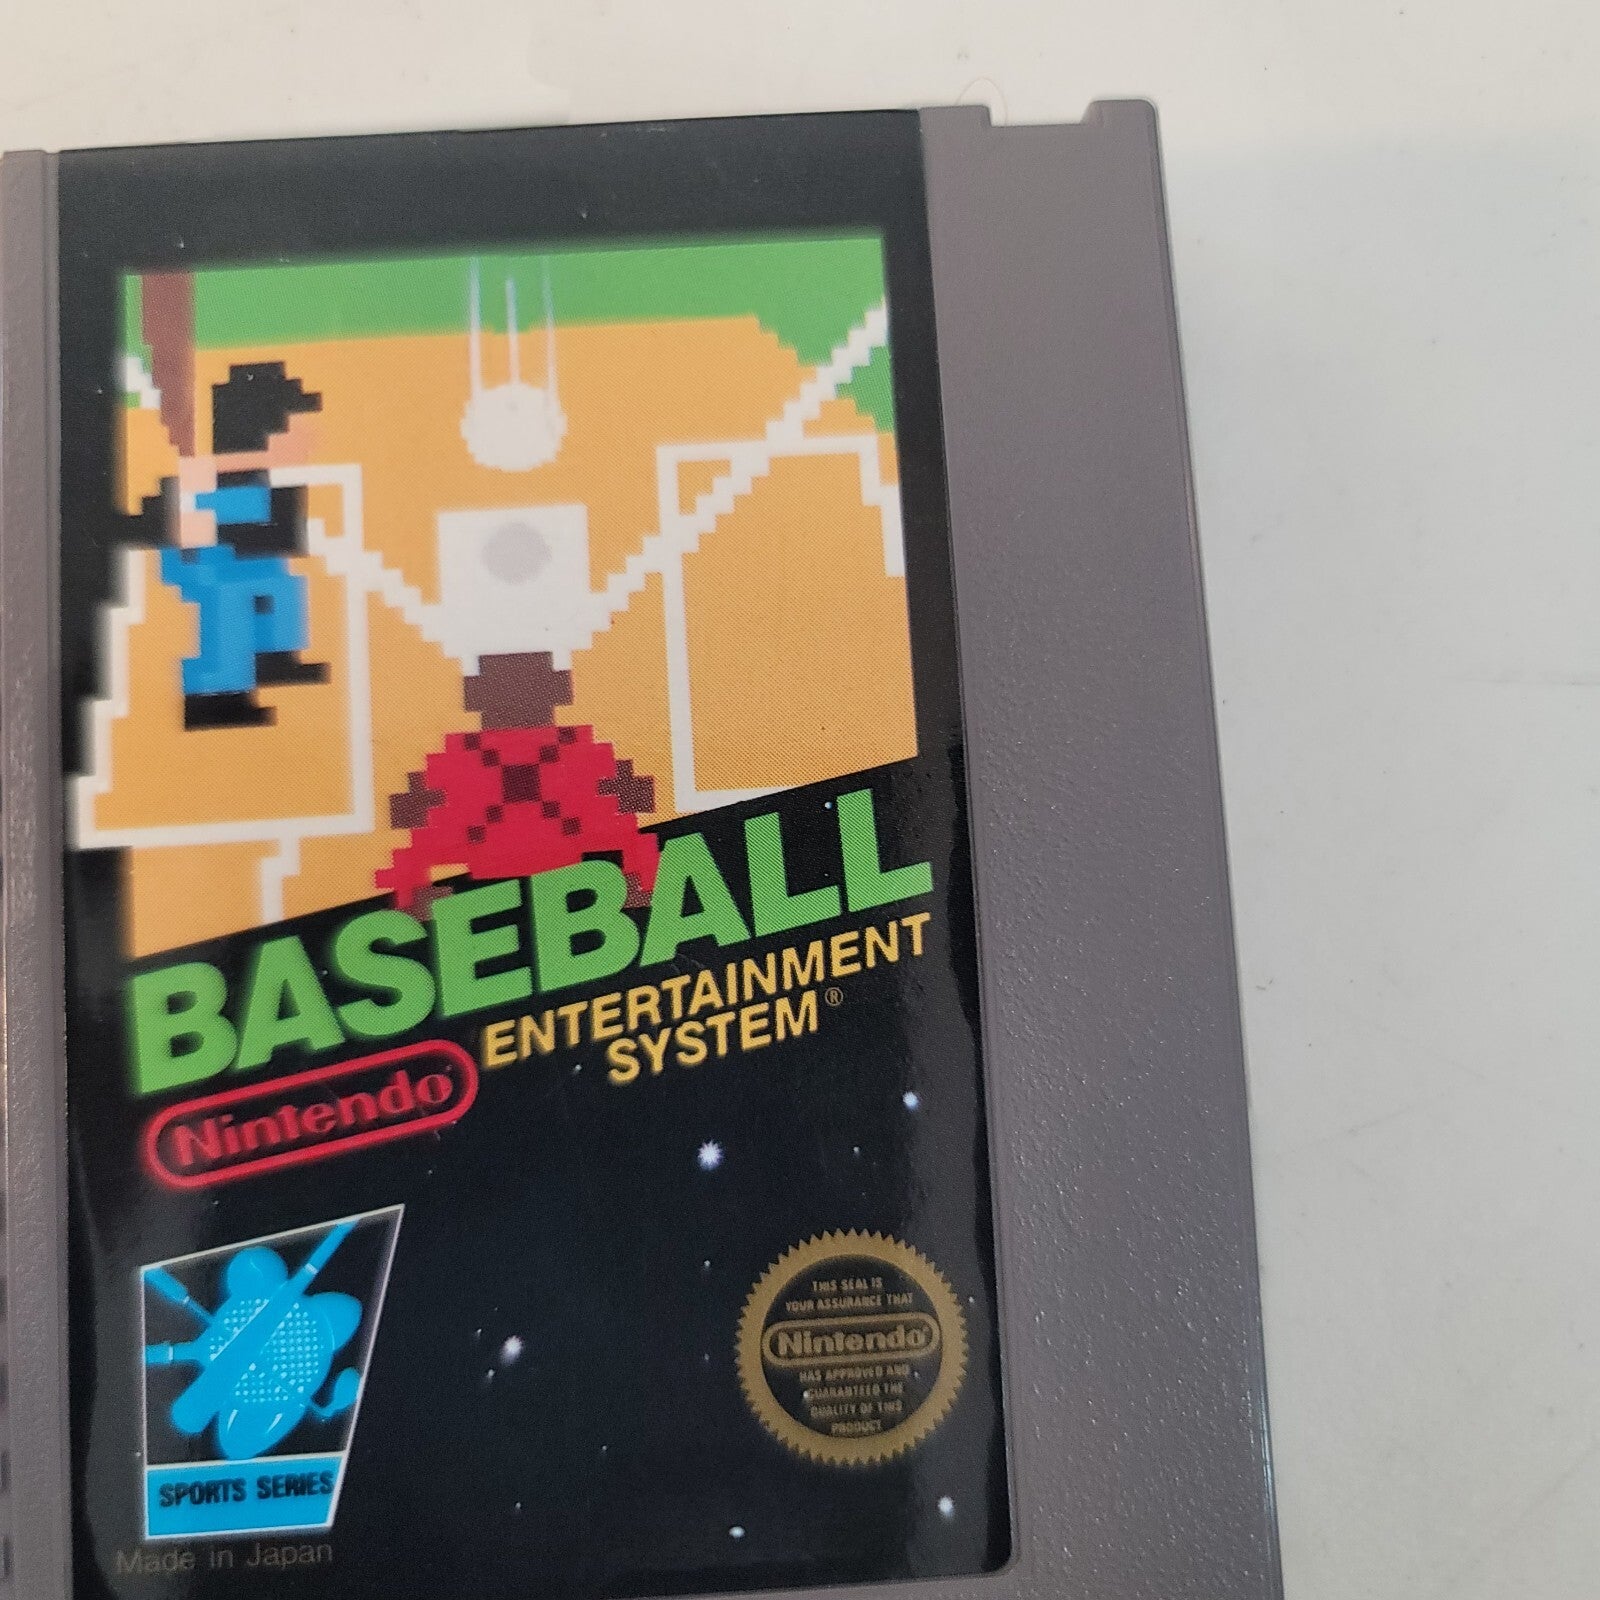 BASEBALL
Nintendo®
ENTERTAINMENT
SYSTEM®
SPORTS SERIES
Made in Japan
THIS SEAL IS
YOUR ASSURANCE THAT
Nintendo®
HAS APPROVED AND
GUARANTEED THE
QUALITY OF THIS
PRODUCT